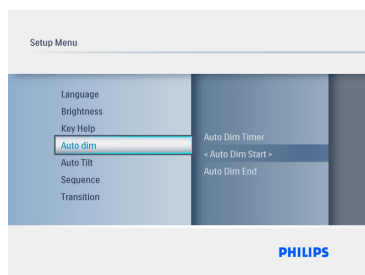 Setup Menu
Language
Brightness
Key Help
Auto dim
Auto Tilt
Sequence
Transition
Auto Dim Timer
< Auto Dim Start >
Auto Dim End
PHILIPS